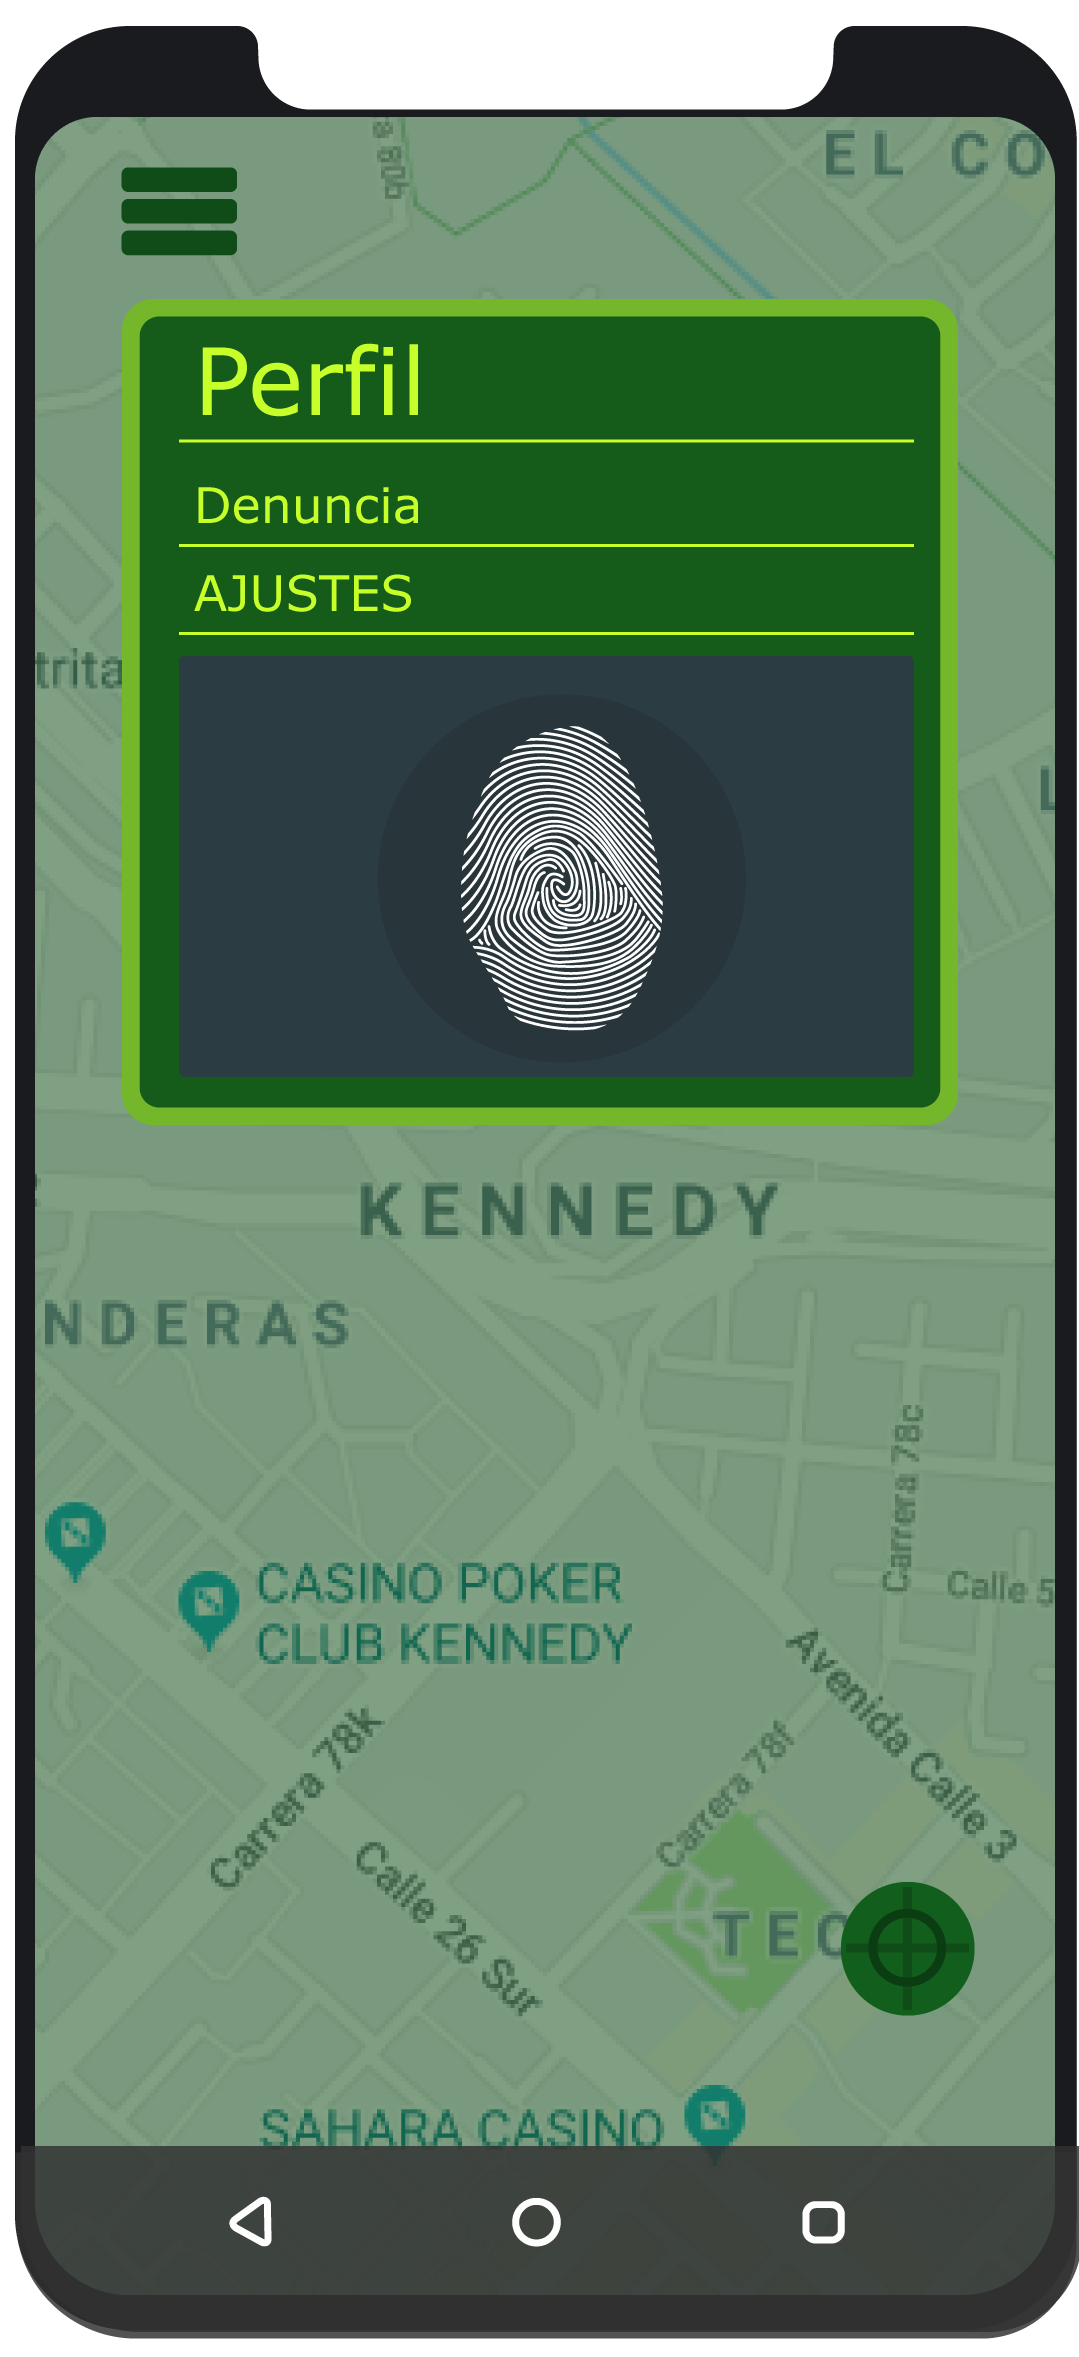 a 80b
EL CO
Perfil
Denuncia
AJUSTES
trita
L
KENNEDY
NDERAS
Carrera 78c
Calle 5
CASINO POKER
CLUB KENNEDY
Avenida Calle 3
Carrera 78k
Carrera 78f
Calle 26 Sur
TEC
SAHARA CASINO